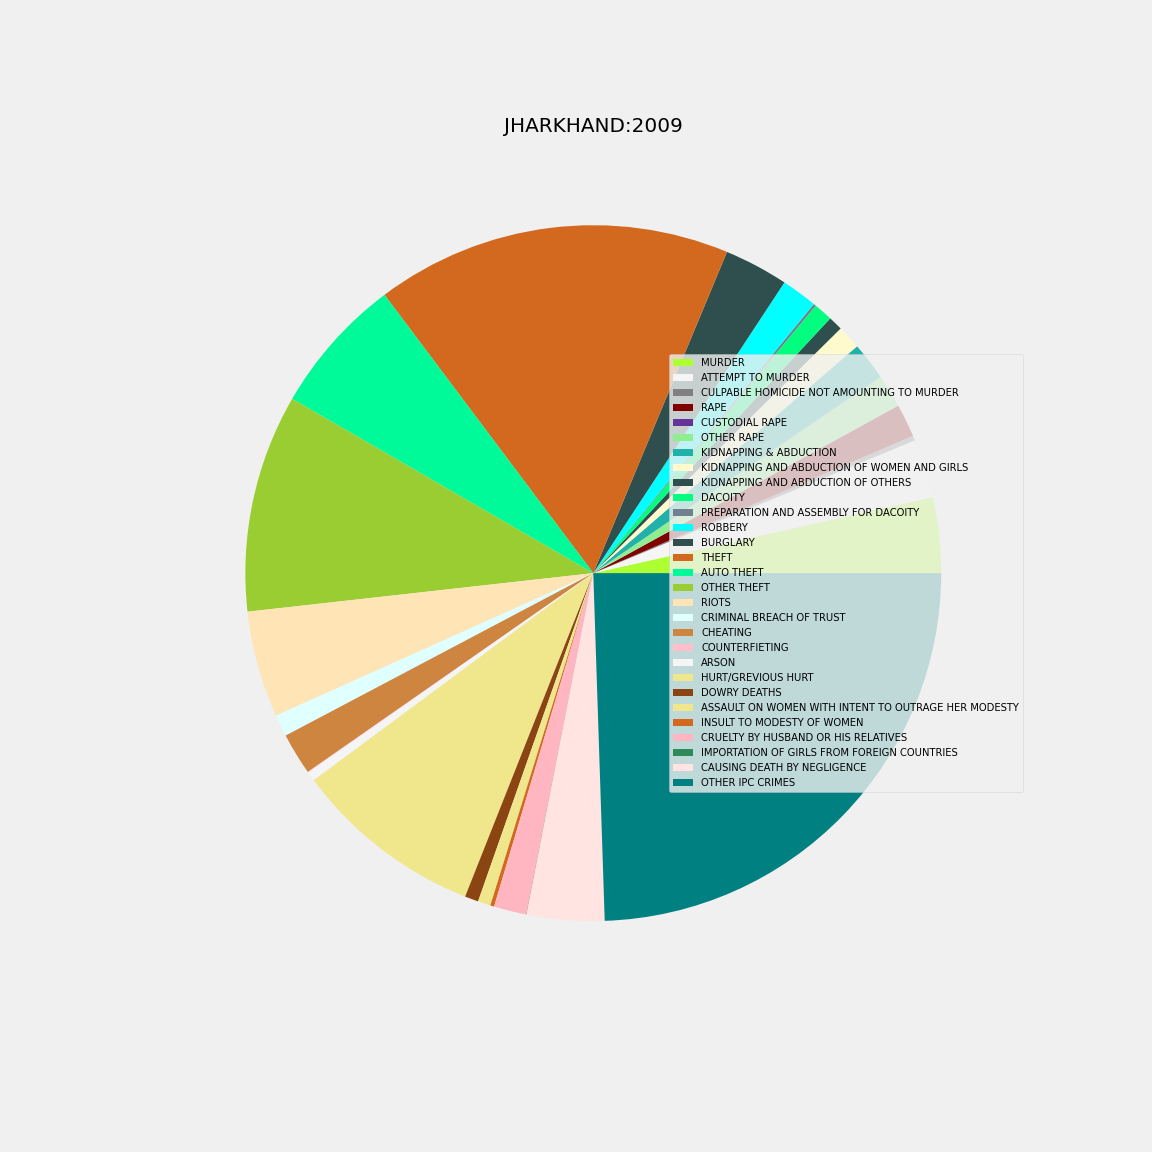 JHARKHAND:2009
MURDER
ATTEMPT TO MURDER
CULPABLE HOMICIDE NOT AMOUNTING TO MURDER
RAPE
CUSTODIAL RAPE
OTHER RAPE
KIDNAPPING & ABDUCTION
KIDNAPPING AND ABDUCTION OF WOMEN AND GIRLS
KIDNAPPING AND ABDUCTION OF OTHERS
DACOITY
PREPARATION AND ASSEMBLY FOR DACOITY
ROBBERY
BURGLARY
THEFT
AUTO THEFT
OTHER THEFT
RIOTS
CRIMINAL BREACH OF TRUST
CHEATING
COUNTERFIETING
ARSON
HURT/GREVIOUS HURT
DOWRY DEATHS
ASSAULT ON WOMEN WITH INTENT TO OUTRAGE HER MODESTY
INSULT TO MODESTY OF WOMEN
CRUELTY BY HUSBAND OR HIS RELATIVES
IMPORTATION OF GIRLS FROM FOREIGN COUNTRIES
CAUSING DEATH BY NEGLIGENCE
OTHER IPC CRIMES